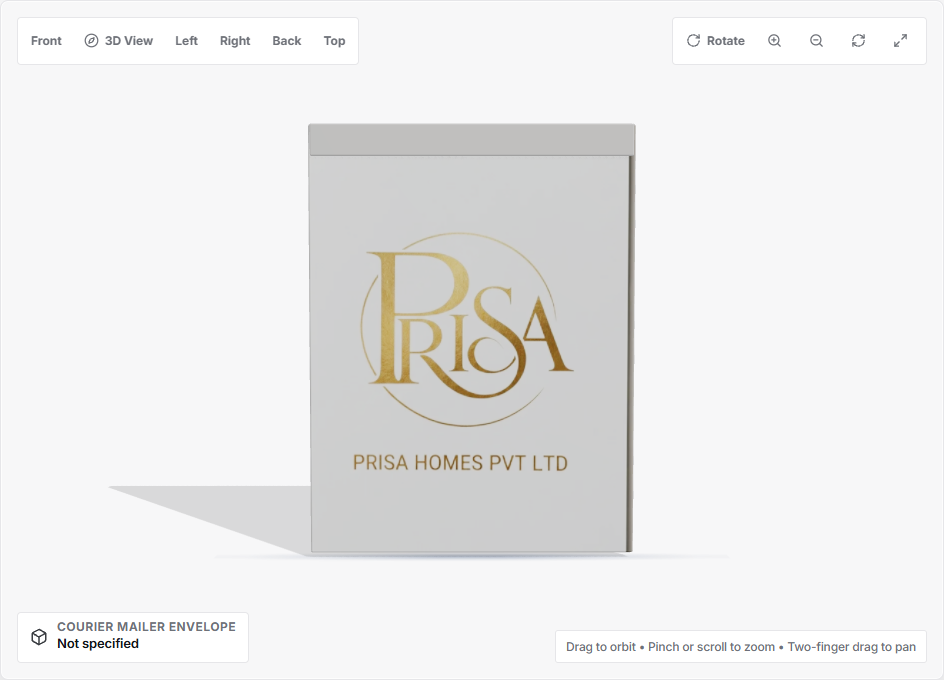 Front 3D View Left Right Back Top
Rotate
PRISA
PRISA HOMES PVT LTD
COURIER MAILER ENVELOPE
Not specified
Drag to orbit • Pinch or scroll to zoom • Two-finger drag to pan